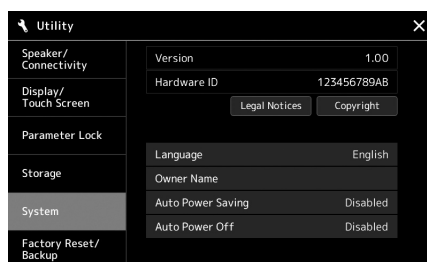 Utility
Speaker/
Connectivity
Display/
Touch Screen
Parameter Lock
Storage
System
Factory Reset/
Backup
Version 1.00
Hardware ID 123456789AB
Legal Notices Copyright
Language English
Owner Name
Auto Power Saving Disabled
Auto Power Off Disabled